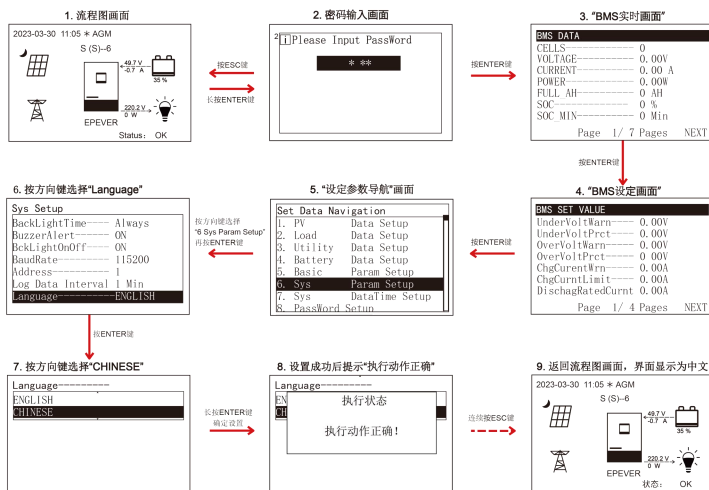 1. 流程图画面
2023-03-30 11:05 ＊ AGM
S (S)--6
49.7 V
-0.7 A
35 %
220.2 V
0 W
EPEVER
Status： OK
按ESC键
长按ENTER键
2. 密码输入画面
2 i Please Input PassWord
* **
按ENTER键
3. “BMS实时画面”
BMS DATA
CELLS-------------- 0
VOLTAGE------------ 0.00V
CURRENT------------ 0.00 A
POWER-------------- 0.00W
FULL AH------------ 0 AH
SOC---------------- 0 %
SOC MIN------------ 0 Min
Page 1/ 7 Pages NEXT
按ENTER键
4. “BMS设定画面”
BMS SET VALUE
UnderVoltWarn---- 0.00V
UnderVoltPrct---- 0.00V
OverVoltWarn----- 0.00V
OverVoltPrct----- 0.00V
ChgCurentWrn---- 0.00A
ChgCurntLimit---- 0.00A
DischagRatedCurnt 0.00A
Page 1/ 4 Pages NEXT
按ENTER键
5. “设定参数导航”画面
Set Data Navigation
1. PV Data Setup
2. Load Data Setup
3. Utility Data Setup
4. Battery Data Setup
5. Basic Param Setup
6. Sys Param Setup
7. Sys DataTime Setup
8. PassWord Setup
按方向键选择
“6 Sys Param Setup”
再按ENTER键
6. 按方向键选择“Language”
Sys Setup
BackLightTime---- Always
BuzzerAlert------ ON
BckLightOnOff---- ON
BaudRate--------- 115200
Address---------- 1
Log Data Interval 1 Min
Language---------ENGLISH
按ENTER键
7. 按方向键选择“CHINESE”
Language---------
ENGLISH
CHINESE
长按ENTER键
确定设置
8. 设置成功后提示“执行动作正确”
Language---------
EN
CH
执行状态
执行动作正确！
连续按ESC键
9. 返回流程图画面，界面显示为中文
2023-03-30 11:05 ＊ AGM
S (S)--6
49.7 V
-0.7 A
35 %
220.2 V
0 W
EPEVER
状态： OK